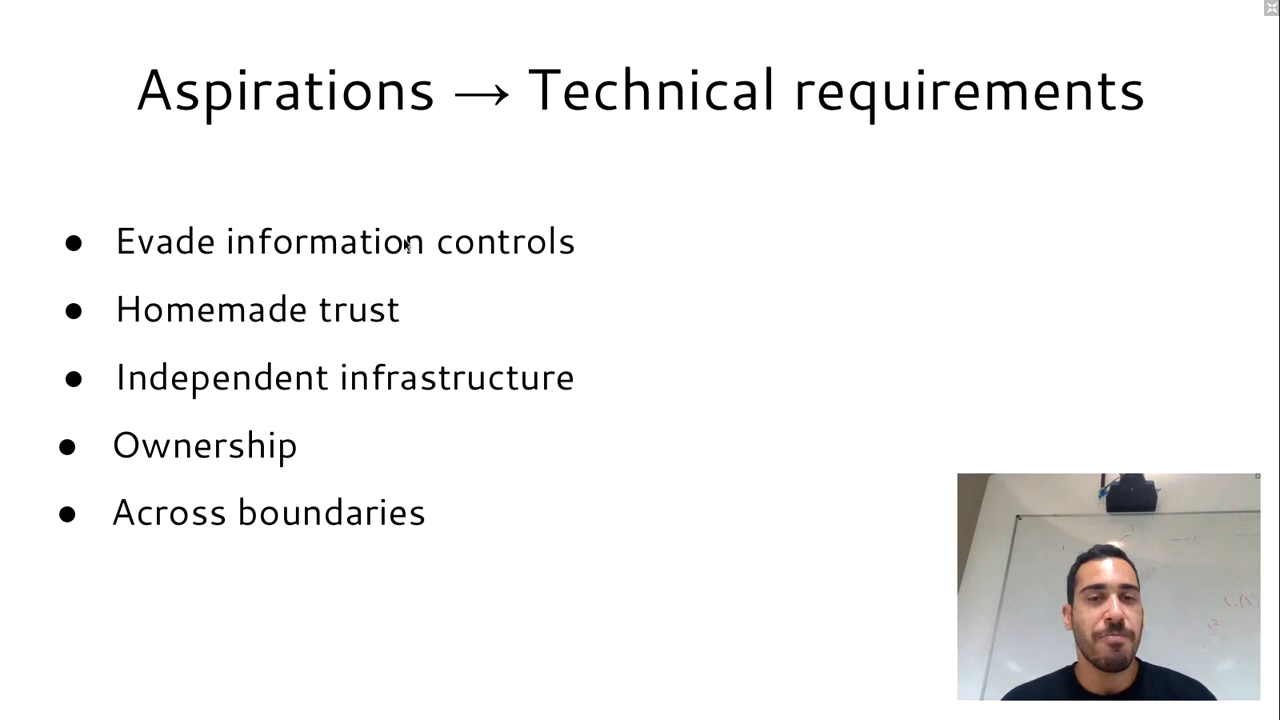 Aspirations → Technical requirements
● Evade information controls
● Homemade trust
● Independent infrastructure
● Ownership
● Across boundaries